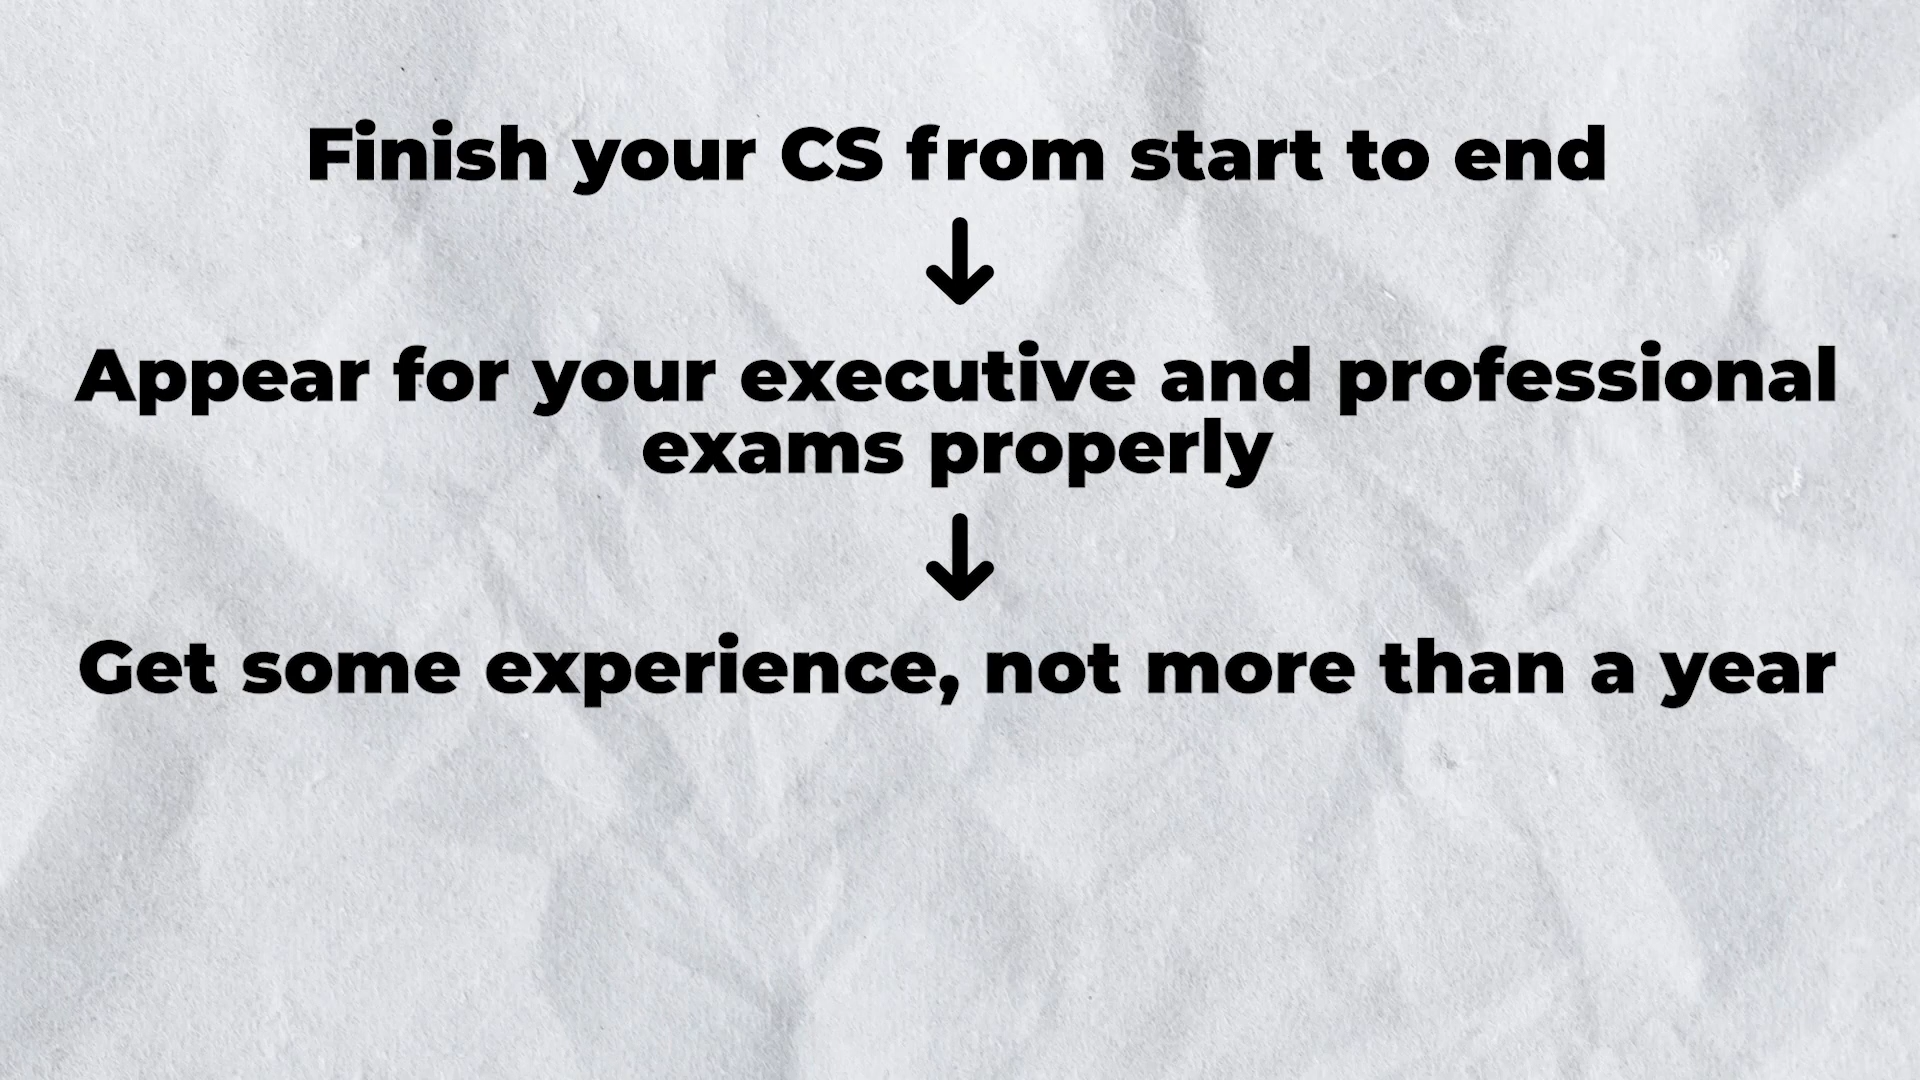 Finish your CS from start to end
Appear for your executive and professional
exams properly
Get some experience, not more than a year